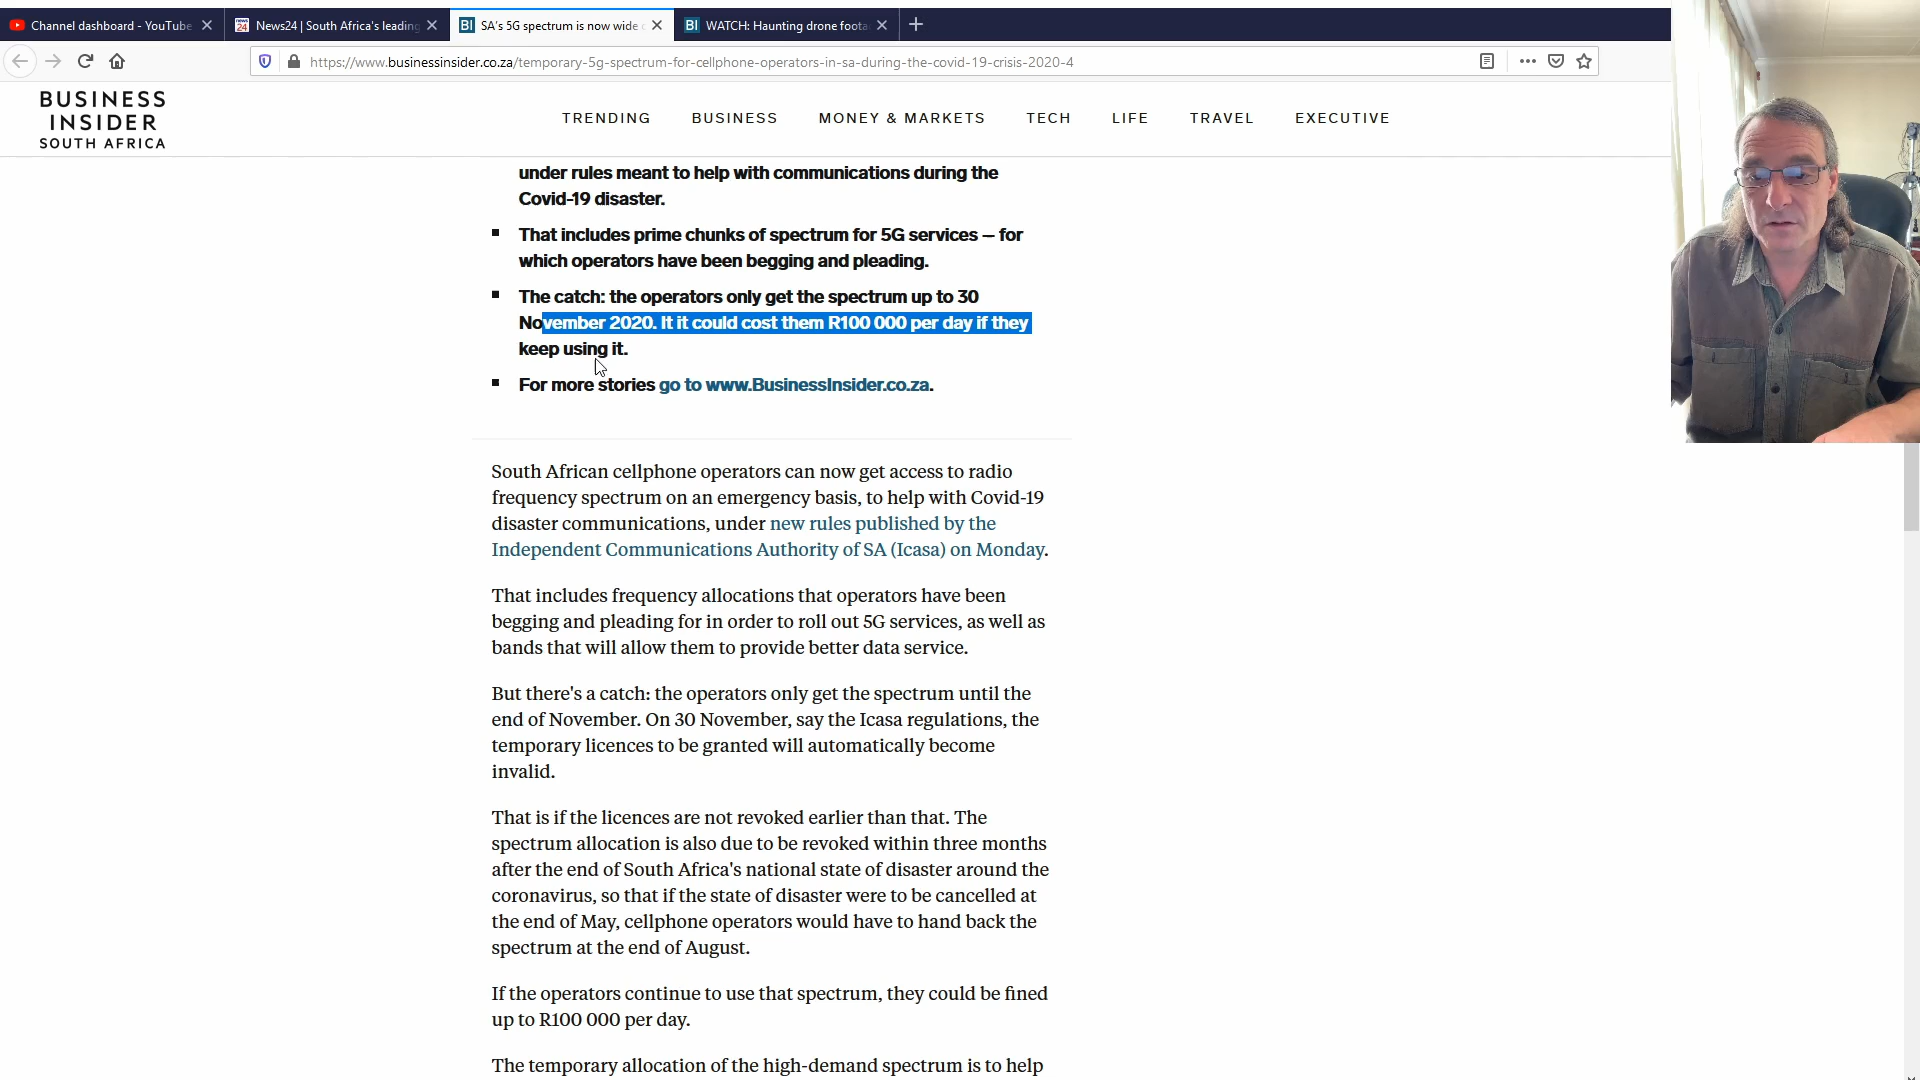 Channel dashboard - YouTube
News24 | South Africa's leading
BI SA's 5G spectrum is now wide
BI WATCH: Haunting drone foota
https://www.businessinsider.co.za/temporary-5g-spectrum-for-cellphone-operators-in-sa-during-the-covid-19-crisis-2020-4
BUSINESS
INSIDER
SOUTH AFRICA
TRENDING BUSINESS MONEY & MARKETS TECH LIFE TRAVEL EXECUTIVE
under rules meant to help with communications during the
Covid-19 disaster.
That includes prime chunks of spectrum for 5G services – for
which operators have been begging and pleading.
The catch: the operators only get the spectrum up to 30
November 2020. It it could cost them R100 000 per day if they
keep using it.
For more stories go to www.BusinessInsider.co.za.
South African cellphone operators can now get access to radio
frequency spectrum on an emergency basis, to help with Covid-19
disaster communications, under new rules published by the
Independent Communications Authority of SA (Icasa) on Monday.
That includes frequency allocations that operators have been
begging and pleading for in order to roll out 5G services, as well as
bands that will allow them to provide better data service.
But there's a catch: the operators only get the spectrum until the
end of November. On 30 November, say the Icasa regulations, the
temporary licences to be granted will automatically become
invalid.
That is if the licences are not revoked earlier than that. The
spectrum allocation is also due to be revoked within three months
after the end of South Africa's national state of disaster around the
coronavirus, so that if the state of disaster were to be cancelled at
the end of May, cellphone operators would have to hand back the
spectrum at the end of August.
If the operators continue to use that spectrum, they could be fined
up to R100 000 per day.
The temporary allocation of the high-demand spectrum is to help